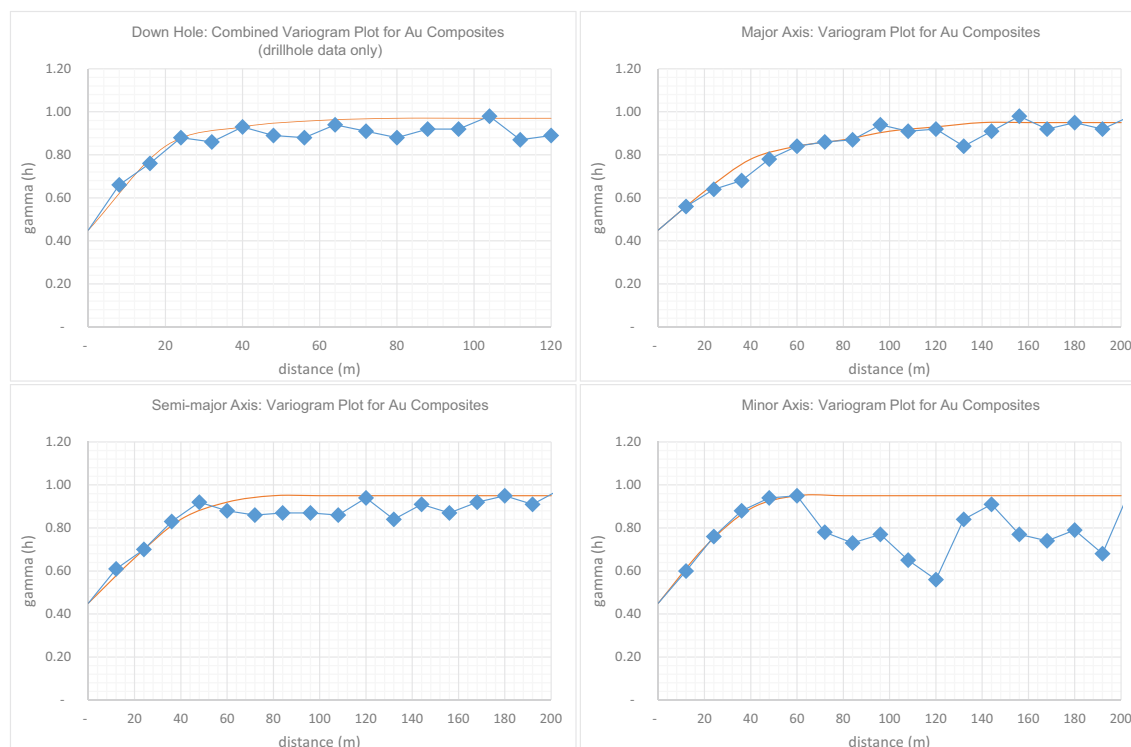 Down Hole: Combined Variogram Plot for Au Composites
(drillhole data only)
1.20
1.00
0.80
0.60
0.40
0.20
-
gamma (h)
- 20 40 60 80 100 120
distance (m)
Major Axis: Variogram Plot for Au Composites
1.20
1.00
0.80
0.60
0.40
0.20
-
gamma (h)
- 20 40 60 80 100 120 140 160 180 200
distance (m)
Semi-major Axis: Variogram Plot for Au Composites
1.20
1.00
0.80
0.60
0.40
0.20
-
gamma (h)
- 20 40 60 80 100 120 140 160 180 200
distance (m)
Minor Axis: Variogram Plot for Au Composites
1.20
1.00
0.80
0.60
0.40
0.20
-
gamma (h)
- 20 40 60 80 100 120 140 160 180 200
distance (m)